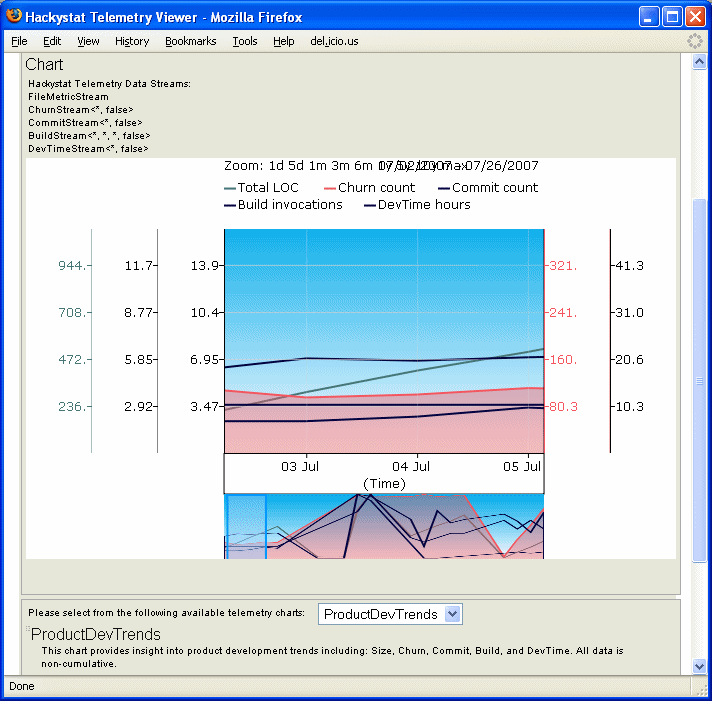 Hackystat Telemetry Viewer - Mozilla Firefox
File Edit View History Bookmarks Tools Help del.icio.us
Chart
Hackystat Telemetry Data Streams:
FileMetricStream
ChurnStream<*, false>
CommitStream<*, false>
BuildStream<*, *, *, false>
DevTimeStream<*, false>
Zoom: 1d 5d 1m 3m 6m 07/26/2007
Total LOC Churn count Commit count
Build invocations DevTime hours
944. 11.7 13.9 321. 41.3
708. 8.77 10.4 241. 31.0
472. 5.85 6.95 160. 20.6
236. 2.92 3.47 80.3 10.3
03 Jul 04 Jul 05 Jul
(Time)
Please select from the following available telemetry charts: ProductDevTrends
ProductDevTrends
This chart provides insight into product development trends including: Size, Churn, Commit, Build, and DevTime. All data is
non-cumulative.
Done